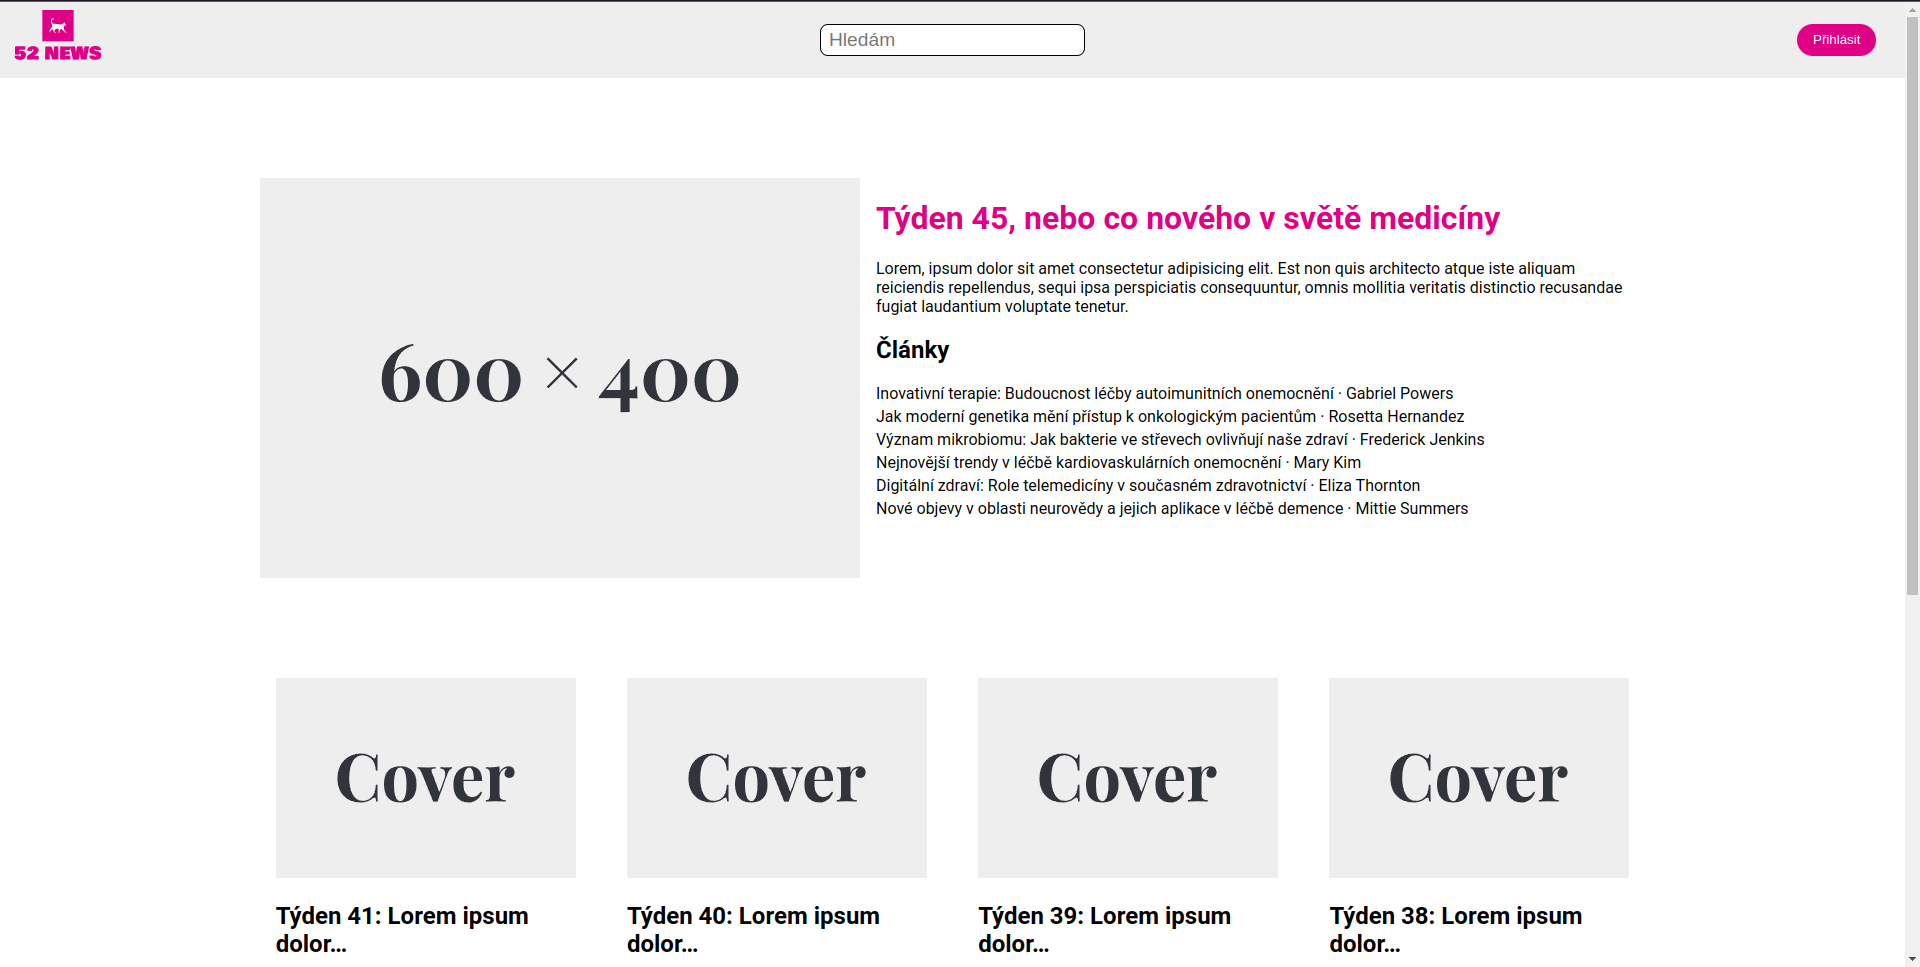 52 NEWS
Hledám
Přihlásit
600 × 400
Týden 45, nebo co nového v světě medicíny
Lorem, ipsum dolor sit amet consectetur adipisicing elit. Est non quis architecto atque iste aliquam
reiciendis repellendus, sequi ipsa perspiciatis consequuntur, omnis mollitia veritatis distinctio recusandae
fugiat laudantium voluptate tenetur.
Články
Inovativní terapie: Budoucnost léčby autoimunitních onemocnění · Gabriel Powers
Jak moderní genetika mění přístup k onkologickým pacientům · Rosetta Hernandez
Význam mikrobiomu: Jak bakterie ve střevech ovlivňují naše zdraví · Frederick Jenkins
Nejnovější trendy v léčbě kardiovaskulárních onemocnění · Mary Kim
Digitální zdraví: Role telemedicíny v současném zdravotnictví · Eliza Thornton
Nové objevy v oblasti neurovědy a jejich aplikace v léčbě demence · Mittie Summers
Cover
Týden 41: Lorem ipsum
dolor...
Cover
Týden 40: Lorem ipsum
dolor...
Cover
Týden 39: Lorem ipsum
dolor...
Cover
Týden 38: Lorem ipsum
dolor...